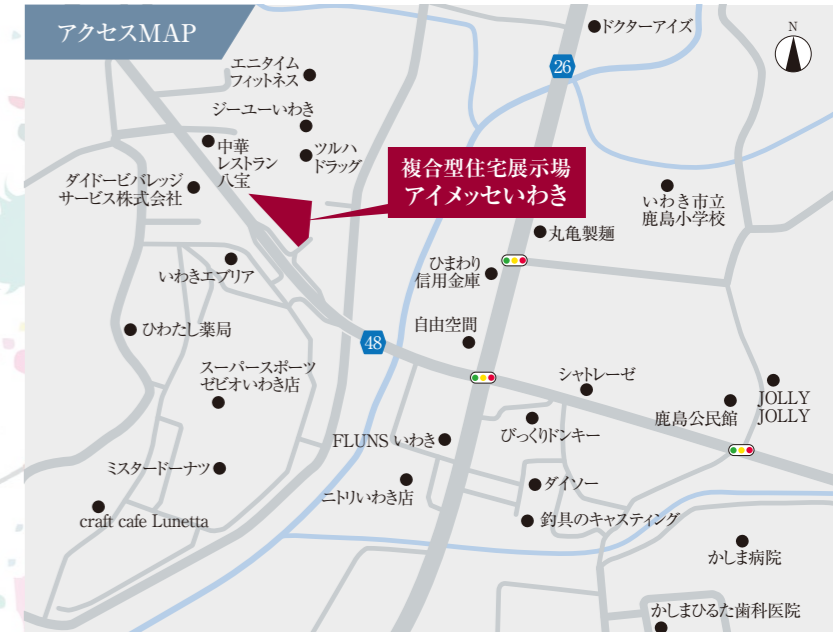 アクセスMAP
ドクターアイズ
N
エニタイム
フィットネス
26
ジーユーいわき
中華
レストラン
八宝
ツルハ
ドラッグ
複合型住宅展示場
アイメッセいわき
ダイドービバレッジ
サービス株式会社
いわき市立
鹿島小学校
丸亀製麺
いわきエブリア
ひまわり
信用金庫
ひわたし薬局
自由空間
48
スーパースポーツ
ゼビオいわき店
シャトレーゼ
JOLLY
JOLLY
鹿島公民館
FLUNS いわき
びっくりドンキー
ミスタードーナツ
ニトリいわき店
ダイソー
craft cafe Lunetta
釣具のキャスティング
かしま病院
かしまひるた歯科医院